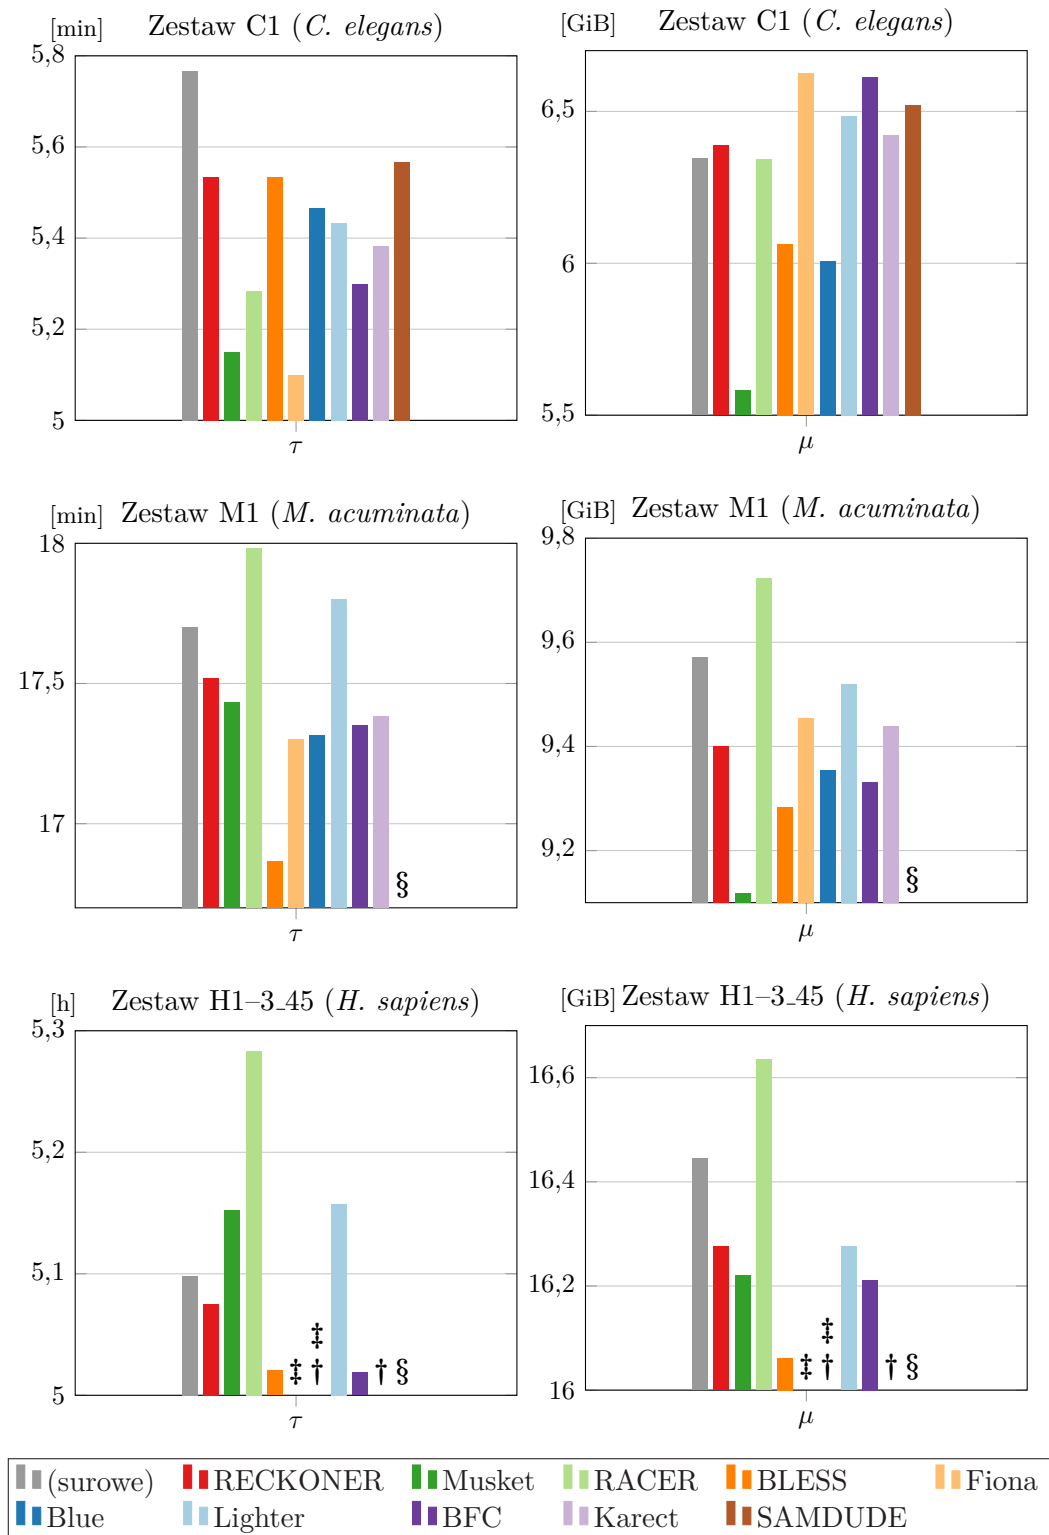 [min] Zestaw C1 (C. elegans)
5,8
5,6
5,4
5,2
5
τ
[GiB] Zestaw C1 (C. elegans)
6,5
6
5,5
μ
[min] Zestaw M1 (M. acuminata)
18
17,5
17
§
τ
[GiB] Zestaw M1 (M. acuminata)
9,8
9,6
9,4
9,2
§
μ
[h] Zestaw H1–3_45 (H. sapiens)
5,3
5,2
5,1
5
‡
‡ † † §
τ
[GiB] Zestaw H1–3_45 (H. sapiens)
16,6
16,4
16,2
16
‡
‡ † † §
μ
(surowe) RECKONER Musket RACER BLESS Fiona
Blue Lighter BFC Karect SAMDUDE